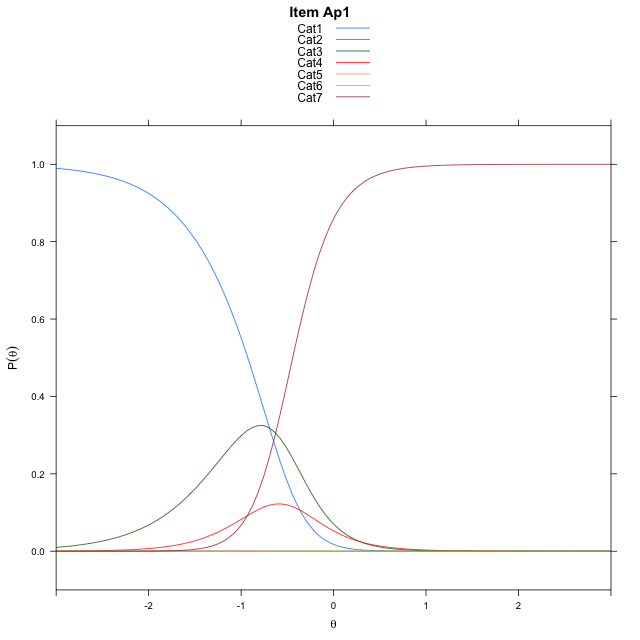 Item Ap1
Cat1
Cat2
Cat3
Cat4
Cat5
Cat6
Cat7
1.0
0.8
0.6
0.4
0.2
0.0
P(θ)
-2 -1 0 1 2
θ